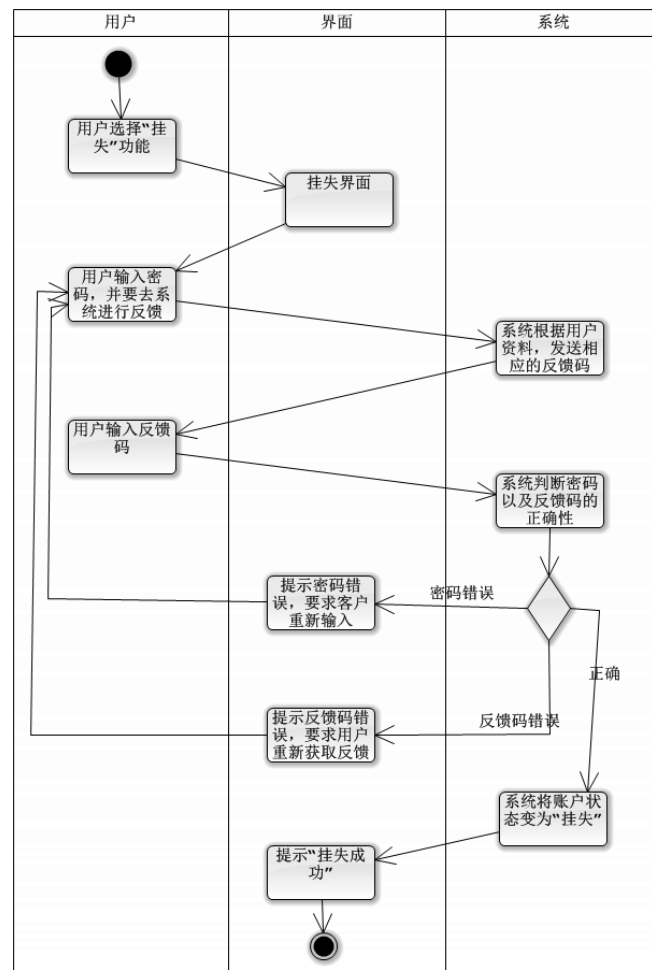 用户
界面
系统
用户选择“挂
失”功能
挂失界面
用户输入密
码，并要去系
统进行反馈
系统根据用户
资料，发送相
应的反馈码
用户输入反馈
码
系统判断密码
以及反馈码的
正确性
提示密码错
误，要求客户
重新输入
密码错误
正确
提示反馈码错
误，要求用户
重新获取反馈
反馈码错误
系统将账户状
态变为“挂失”
提示“挂失成
功”